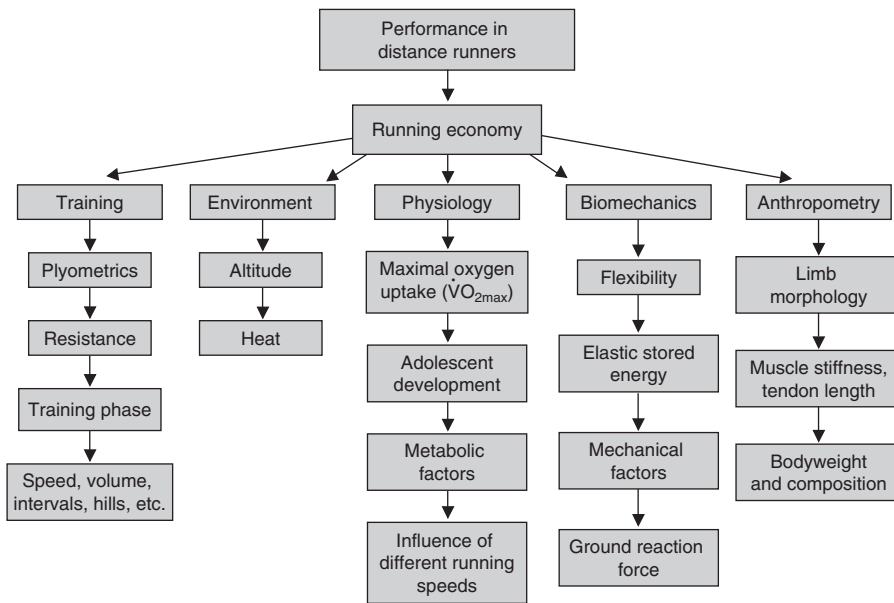 Performance in
distance runners
Running economy
Training
Environment
Physiology
Biomechanics
Anthropometry
Plyometrics
Resistance
Training phase
Speed, volume,
intervals, hills, etc.
Altitude
Heat
Maximal oxygen
uptake (V̇O₂max)
Adolescent
development
Metabolic
factors
Influence of
different running
speeds
Flexibility
Elastic stored
energy
Mechanical
factors
Ground reaction
force
Limb
morphology
Muscle stiffness,
tendon length
Bodyweight
and composition